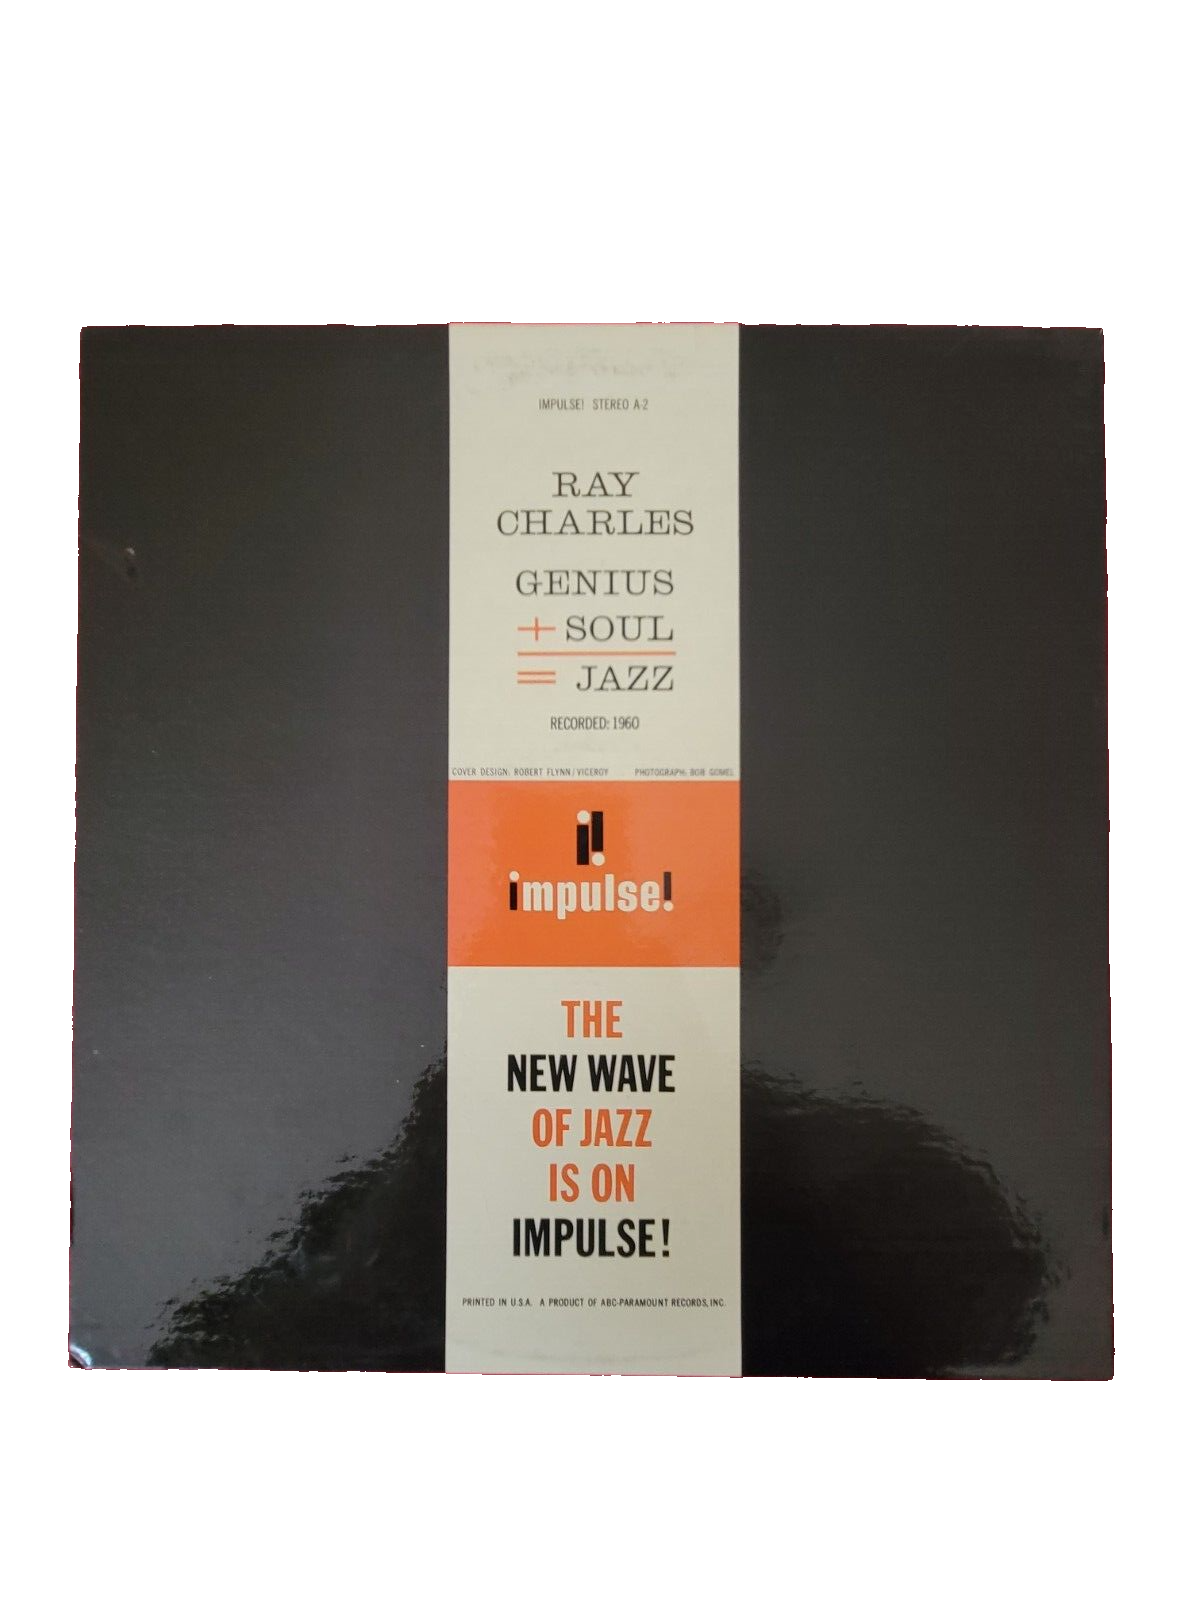 IMPULSE! STEREO A-2
RAY
CHARLES
GENIUS
+ SOUL
= JAZZ
RECORDED: 1960
COVER DESIGN: ROBERT FLYNN/VICEROY PHOTOGRAPH: BOB GOMEL
i!
impulse!
THE
NEW WAVE
OF JAZZ
IS ON
IMPULSE!
PRINTED IN U.S.A. A PRODUCT OF ABC-PARAMOUNT RECORDS, INC.